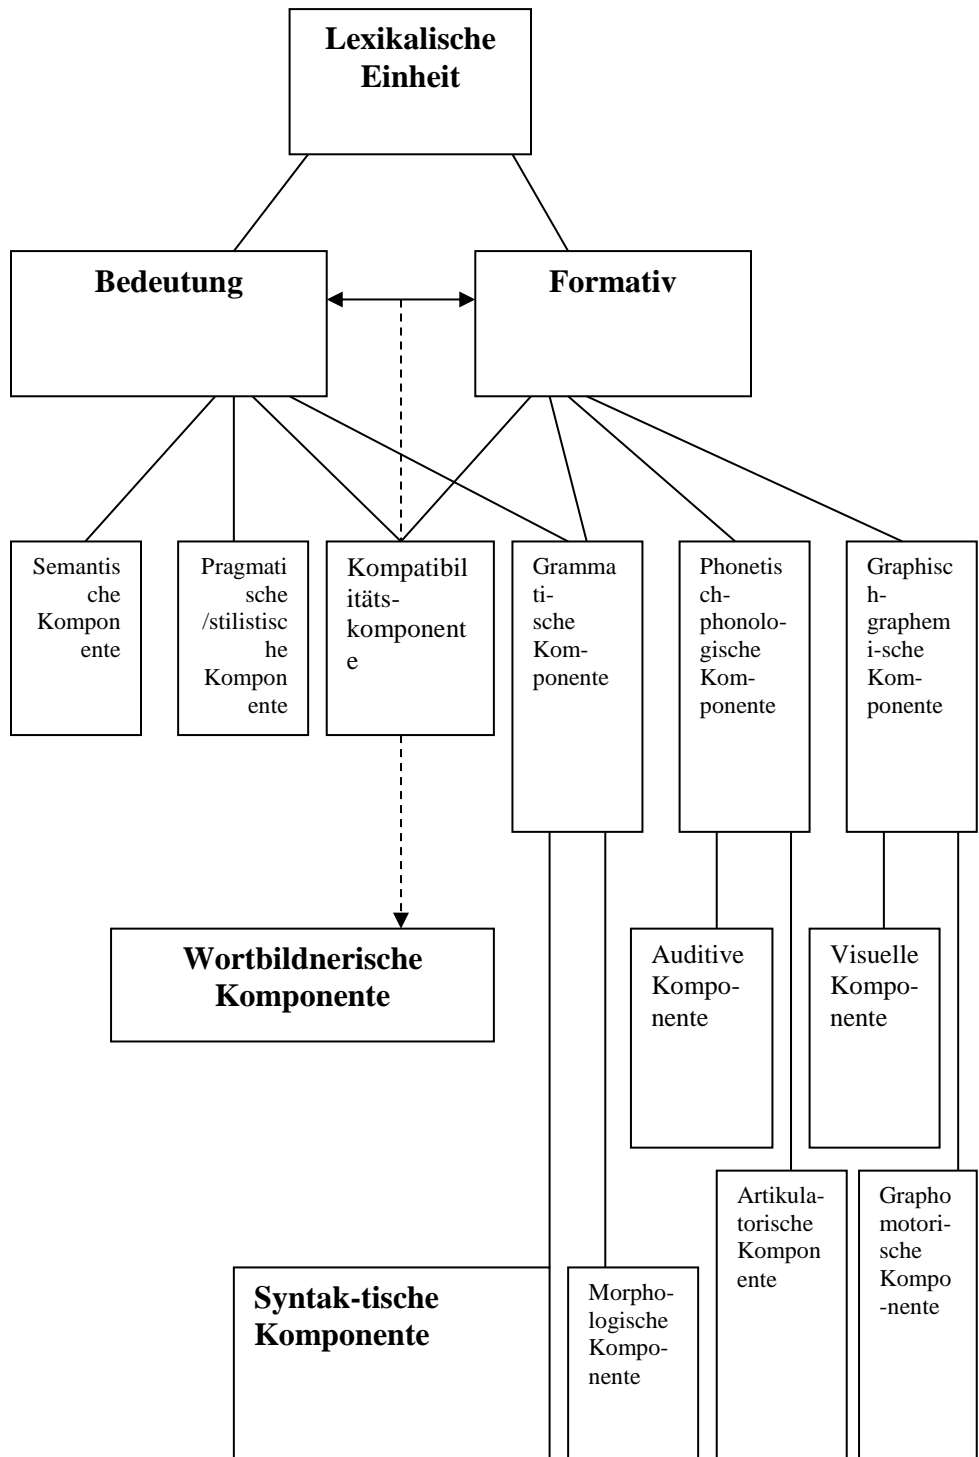 Lexikalische
Einheit
Bedeutung
Formativ
Semantis
che
Kompon
ente
Pragmati
sche
/stilistisc
he
Kompon
ente
Kompatibil
itäts-
komponent
e
Gramma
ti-
sche
Kom-
ponente
Phonetis
ch-
phonolo-
gische
Kom-
ponente
Graphisc
h-
graphem
i-sche
Kom-
ponente
Wortbildnerische
Komponente
Auditive
Kompo-
nente
Visuelle
Kompo-
nente
Syntak-tische
Komponente
Morpho-
logische
Kompo-
nente
Artikula-
torische
Kompon
ente
Grapho
motori-
sche
Kompo
-nente